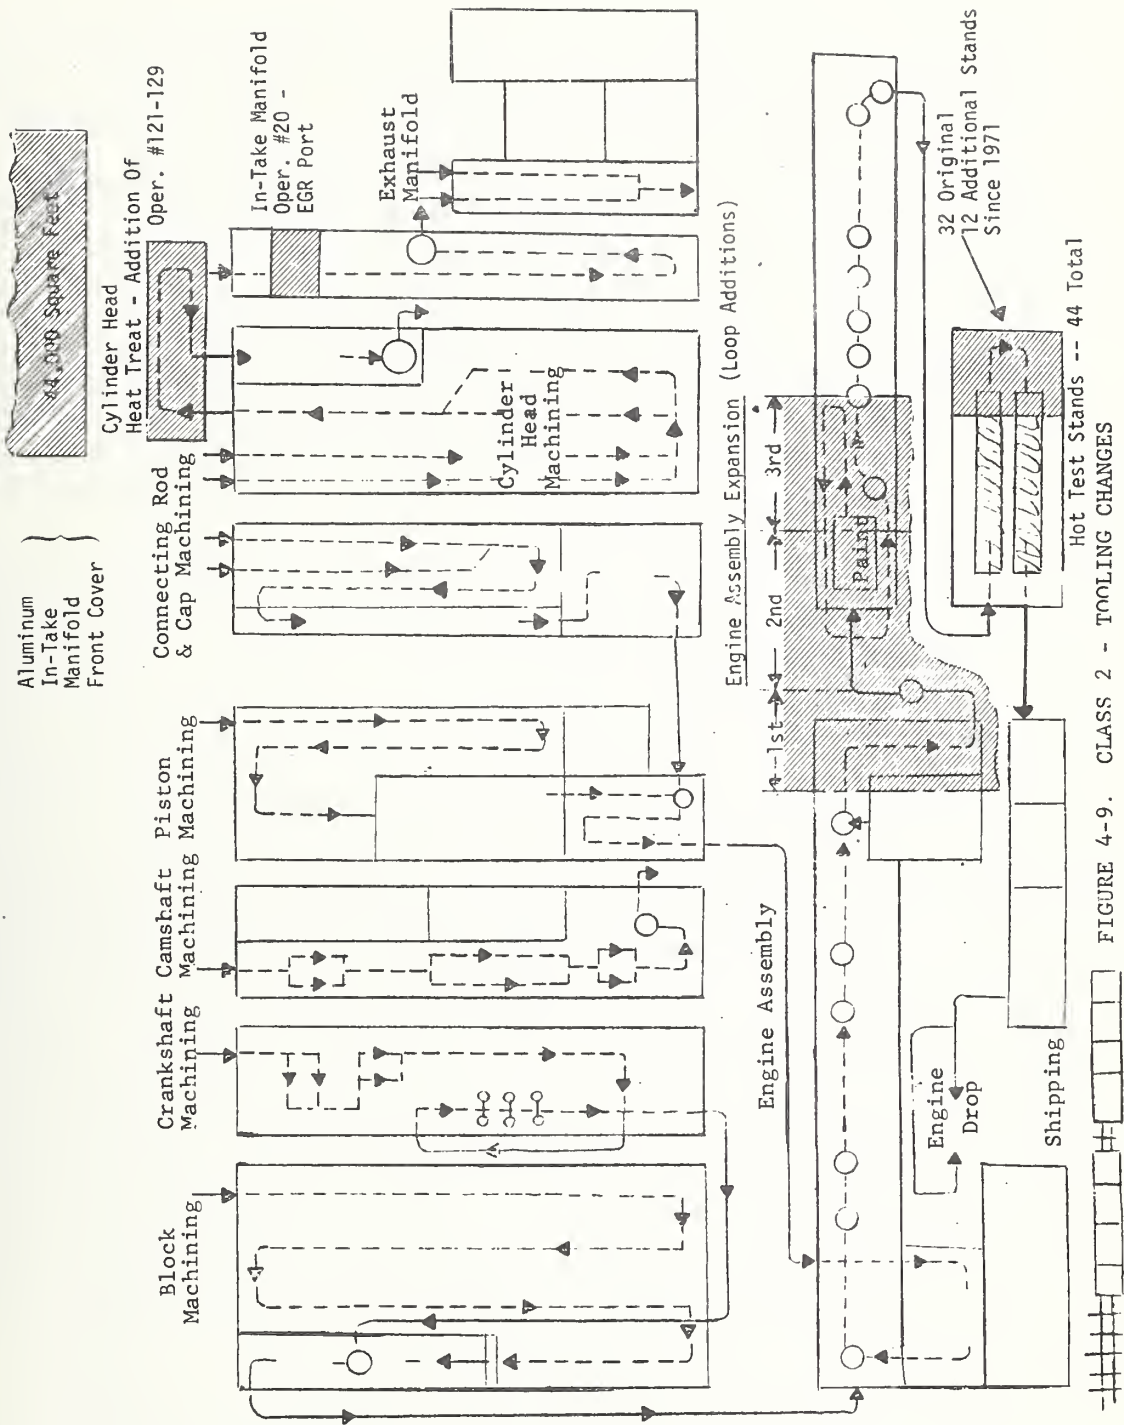 Aluminum
In-Take
Manifold
Front Cover
44,000 Square Feet
Cylinder Head
Heat Treat - Addition Of
Oper. #121-129
In-Take Manifold
Oper. #20 -
EGR Port
Exhaust
Manifold
Block
Machining
Crankshaft
Machining
Camshaft
Machining
Piston
Machining
Connecting Rod
& Cap Machining
Cylinder
Head
Machining
Engine Assembly
Engine Assembly Expansion (Loop Additions)
1st
2nd
3rd
Paint
32 Original
12 Additional Stands
Since 1971
Hot Test Stands -- 44 Total
Engine
Drop
Shipping
FIGURE 4-9. CLASS 2 - TOOLING CHANGES